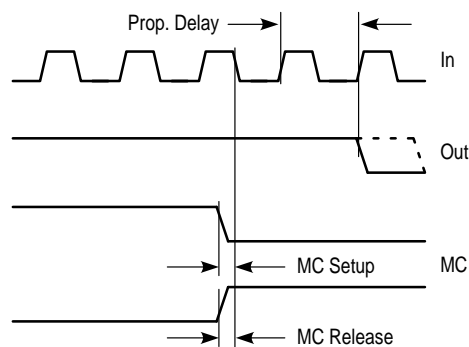 Prop. Delay
In
Out
MC Setup
MC
MC Release